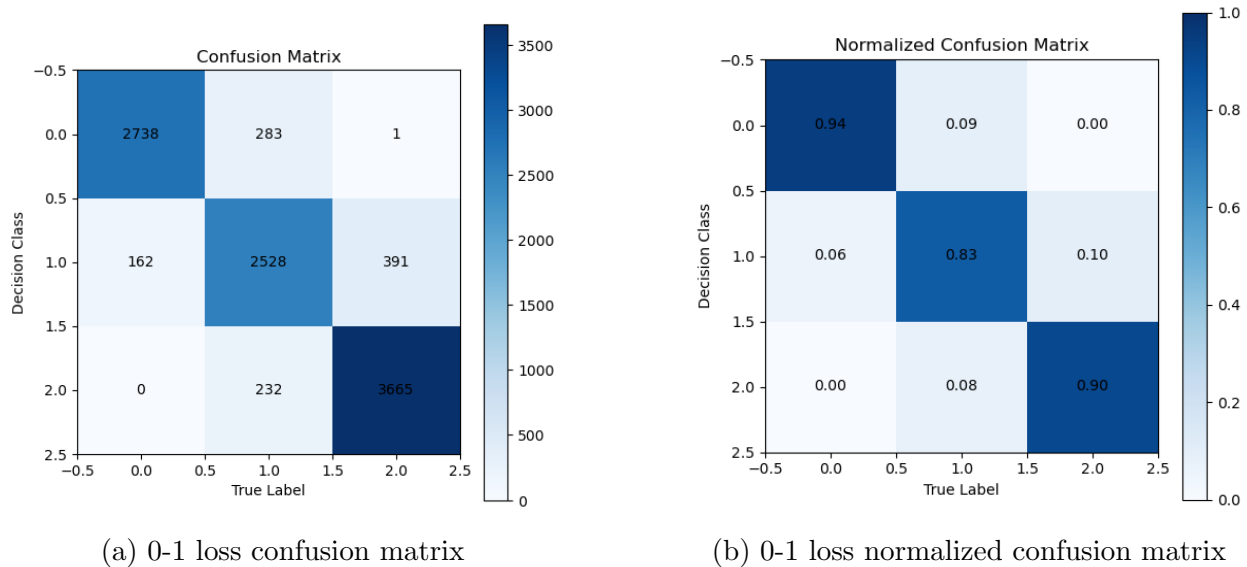 Confusion Matrix
−0.5
0.0
0.5
1.0
1.5
2.0
2.5
Decision Class
2738 283 1
162 2528 391
0 232 3665
−0.5 0.0 0.5 1.0 1.5 2.0 2.5
True Label
3500
3000
2500
2000
1500
1000
500
0
(a) 0-1 loss confusion matrix
Normalized Confusion Matrix
−0.5
0.0
0.5
1.0
1.5
2.0
2.5
Decision Class
0.94 0.09 0.00
0.06 0.83 0.10
0.00 0.08 0.90
−0.5 0.0 0.5 1.0 1.5 2.0 2.5
True Label
1.0
0.8
0.6
0.4
0.2
0.0
(b) 0-1 loss normalized confusion matrix